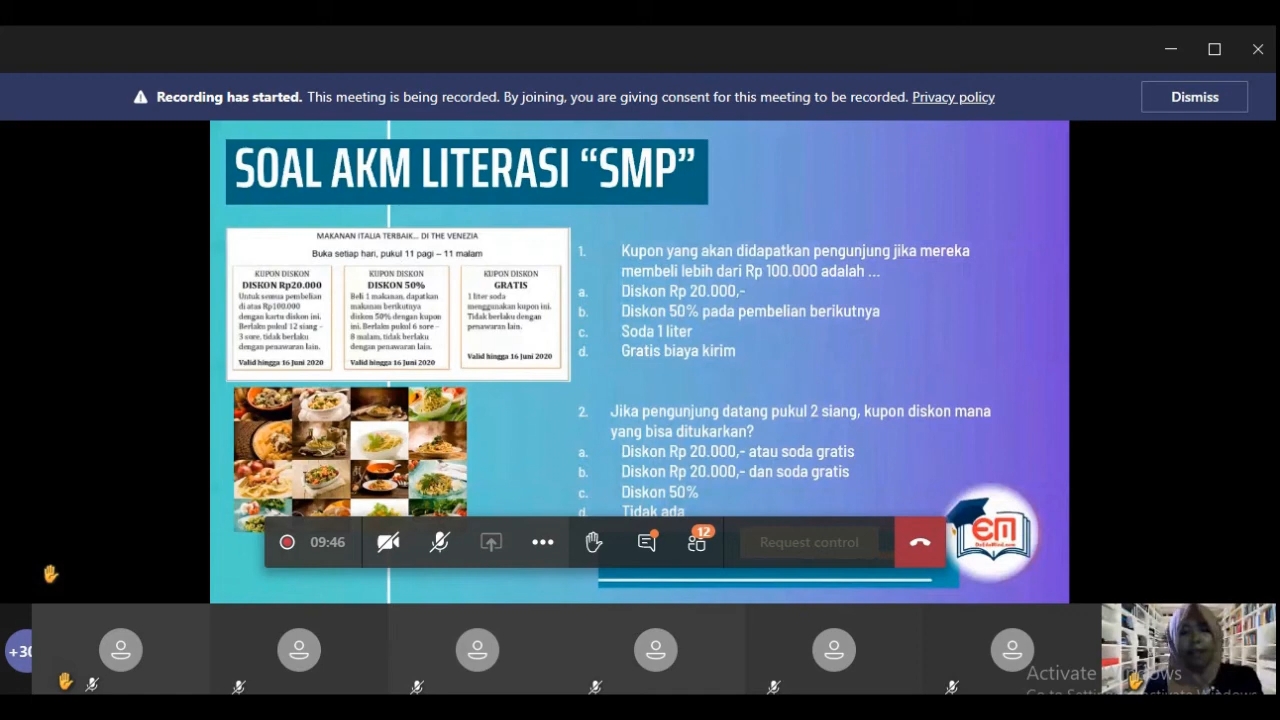 Recording has started. This meeting is being recorded. By joining, you are giving consent for this meeting to be recorded. Privacy policy
Dismiss
SOAL AKM LITERASI “SMP”
MAKANAN ITALIA TERBAIK... DI THE VENEZIA
Buka setiap hari, pukul 11 pagi – 11 malam
KUPON DISKON
DISKON Rp20.000
Untuk semua pembelian
di atas Rp100.000
dengan kartu diskon ini.
Berlaku pukul 12 siang –
3 sore, tidak berlaku
dengan penawaran lain.
Valid hingga 16 Juni 2020
KUPON DISKON
DISKON 50%
Beli 1 makanan, dapatkan
makanan berikutnya
diskon 50% dengan kupon
ini. Berlaku pukul 6 sore –
8 malam, tidak berlaku
dengan penawaran lain.
Valid hingga 16 Juni 2020
KUPON DISKON
GRATIS
1 liter soda
menggunakan kupon ini.
Tidak berlaku dengan
penawaran lain.
Valid hingga 16 Juni 2020
1. Kupon yang akan didapatkan pengunjung jika mereka
membeli lebih dari Rp 100.000 adalah ...
a. Diskon Rp 20.000,-
b. Diskon 50% pada pembelian berikutnya
c. Soda 1 liter
d. Gratis biaya kirim
2. Jika pengunjung datang pukul 2 siang, kupon diskon mana
yang bisa ditukarkan?
a. Diskon Rp 20.000,- atau soda gratis
b. Diskon Rp 20.000,- dan soda gratis
c. Diskon 50%
d. Tidak ada
EM
09:46
12
Request control
+30
Activate Windows
Go to Settings to activate Windows.